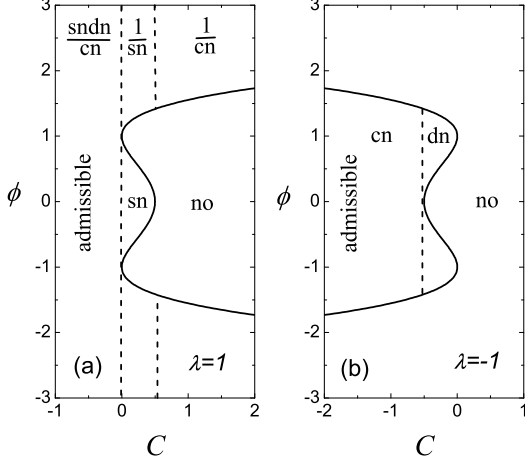 3
2
1
0
-1
-2
-3
ϕ
sndn
cn
1
sn
1
cn
admissible
sn
no
(a)
λ=1
-1
0
1
2
C
3
2
1
0
-1
-2
-3
ϕ
cn
dn
admissible
no
(b)
λ=-1
-2
-1
0
1
C